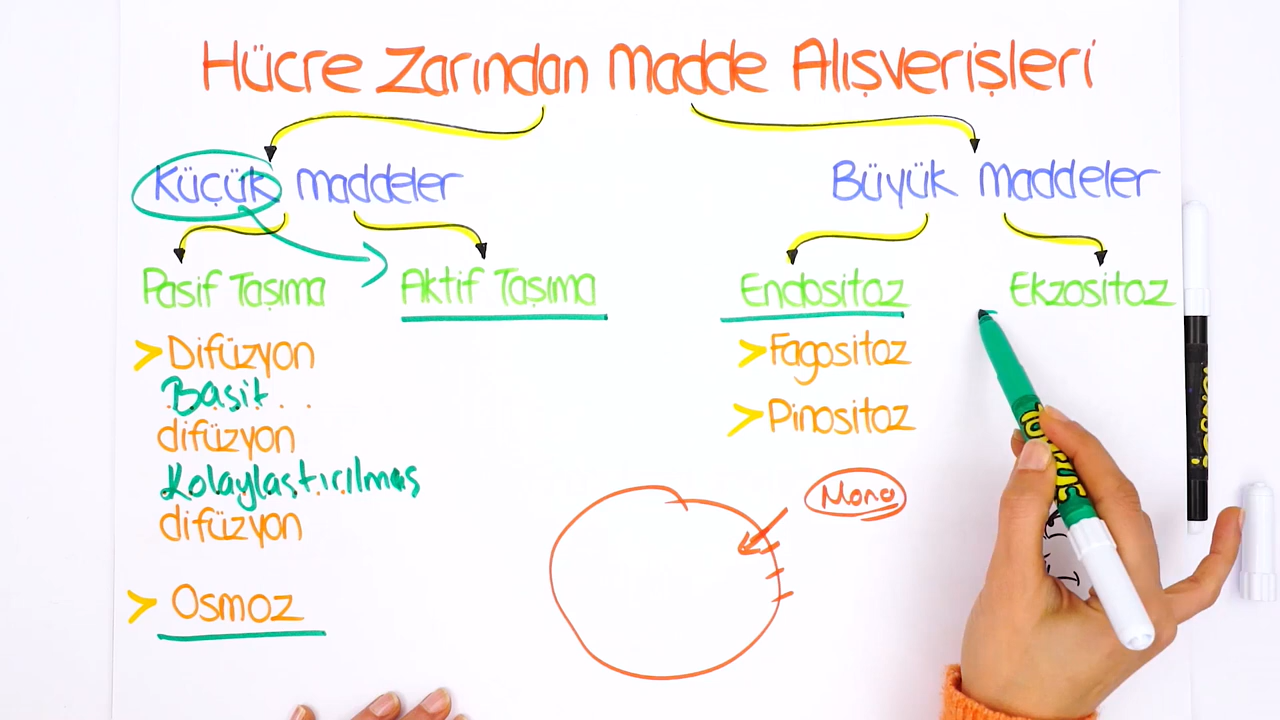 Hücre Zarından Madde Alışverişleri
Küçük maddeler
Büyük Maddeler
Pasif Taşıma
Aktif Taşıma
Endositoz
Ekzositoz
> Difüzyon
Basit
difüzyon
Kolaylaştırılmış
difüzyon
> Osmoz
> Fagositoz
> Pinositoz
Mono